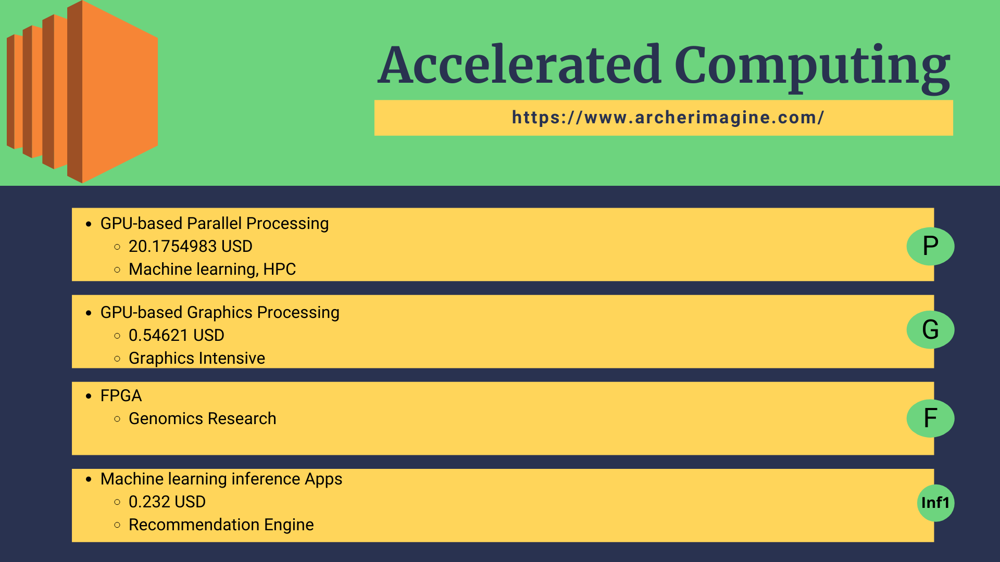 Accelerated Computing
https://www.archerimagine.com/
GPU-based Parallel Processing
20.1754983 USD
Machine learning, HPC
P
GPU-based Graphics Processing
0.54621 USD
Graphics Intensive
G
FPGA
Genomics Research
F
Machine learning inference Apps
0.232 USD
Recommendation Engine
Inf1